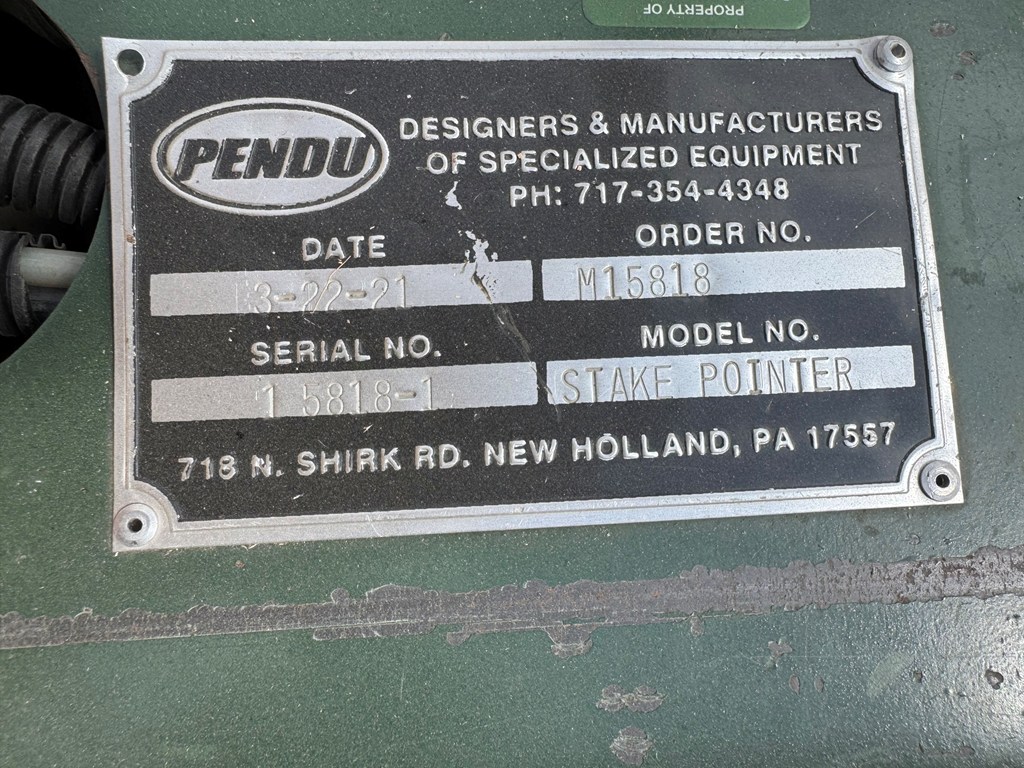 PROPERTY OF
PENDU
DESIGNERS & MANUFACTURERS
OF SPECIALIZED EQUIPMENT
PH: 717-354-4348
DATE
3-22-21
ORDER NO.
M15818
SERIAL NO.
1 5818-1
MODEL NO.
STAKE POINTER
718 N. SHIRK RD. NEW HOLLAND, PA 17557